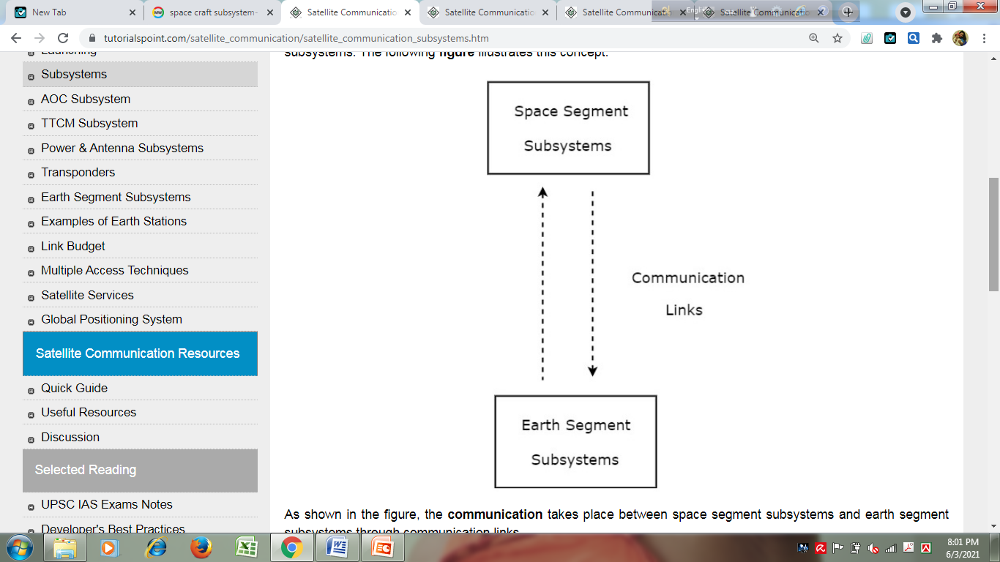 New Tab
space craft subsystem-
Satellite Communicatio
Satellite Communicatio
Satellite Communicat
Satellite Communicatic
English
tutorialspoint.com/satellite_communication/satellite_communication_subsystems.htm
Launching
Subsystems
AOC Subsystem
TTCM Subsystem
Power & Antenna Subsystems
Transponders
Earth Segment Subsystems
Examples of Earth Stations
Link Budget
Multiple Access Techniques
Satellite Services
Global Positioning System
Satellite Communication Resources
Quick Guide
Useful Resources
Discussion
Selected Reading
UPSC IAS Exams Notes
Developer's Best Practices
subsystems. The following figure illustrates this concept.
Space Segment
Subsystems
Communication
Links
Earth Segment
Subsystems
As shown in the figure, the communication takes place between space segment subsystems and earth segment
subsystems through communication links.
8:01 PM
6/3/2021